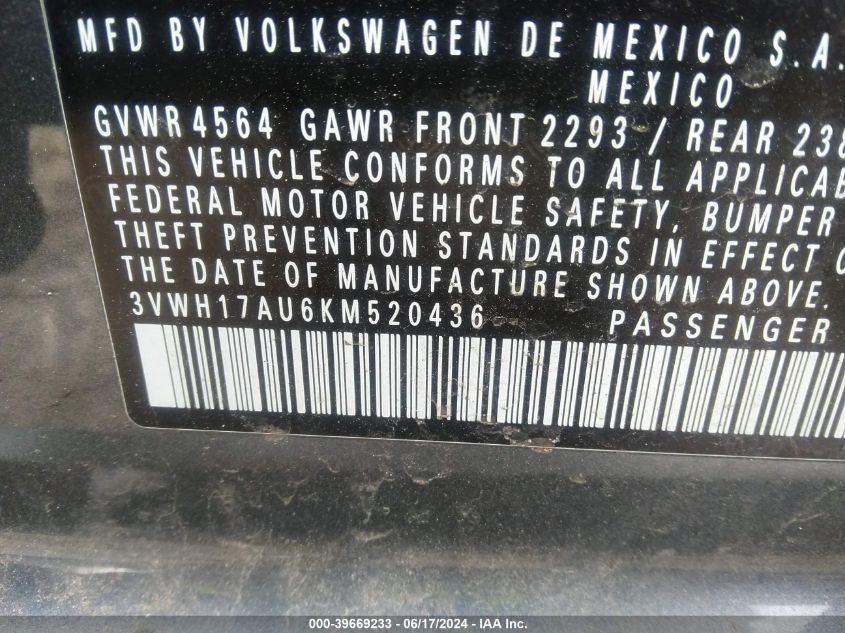 MFD BY VOLKSWAGEN DE MEXICO S.A.
MEXICO
GVWR 4564 GAWR FRONT 2293 / REAR 238
THIS VEHICLE CONFORMS TO ALL APPLICAB
FEDERAL MOTOR VEHICLE SAFETY, BUMPER
THEFT PREVENTION STANDARDS IN EFFECT O
THE DATE OF MANUFACTURE SHOWN ABOVE.
3VWH17AU6KM520436 PASSENGER
000-39669233 - 06/17/2024 - IAA Inc.